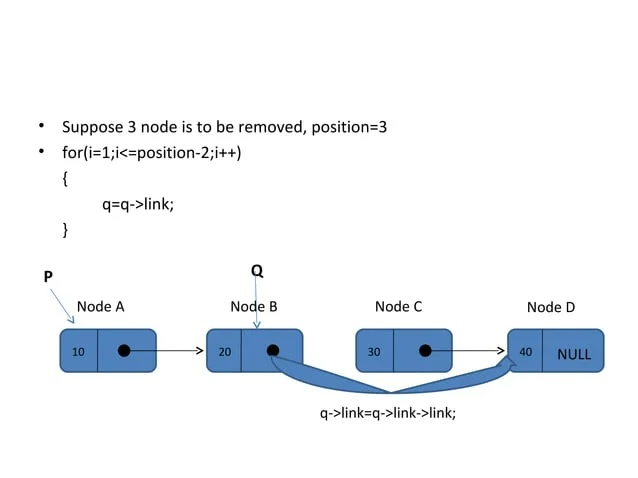 • Suppose 3 node is to be removed, position=3
• for(i=1;i<=position-2;i++)
{
q=q->link;
}
P
Q
Node A
Node B
Node C
Node D
10
20
30
40
NULL
q->link=q->link->link;